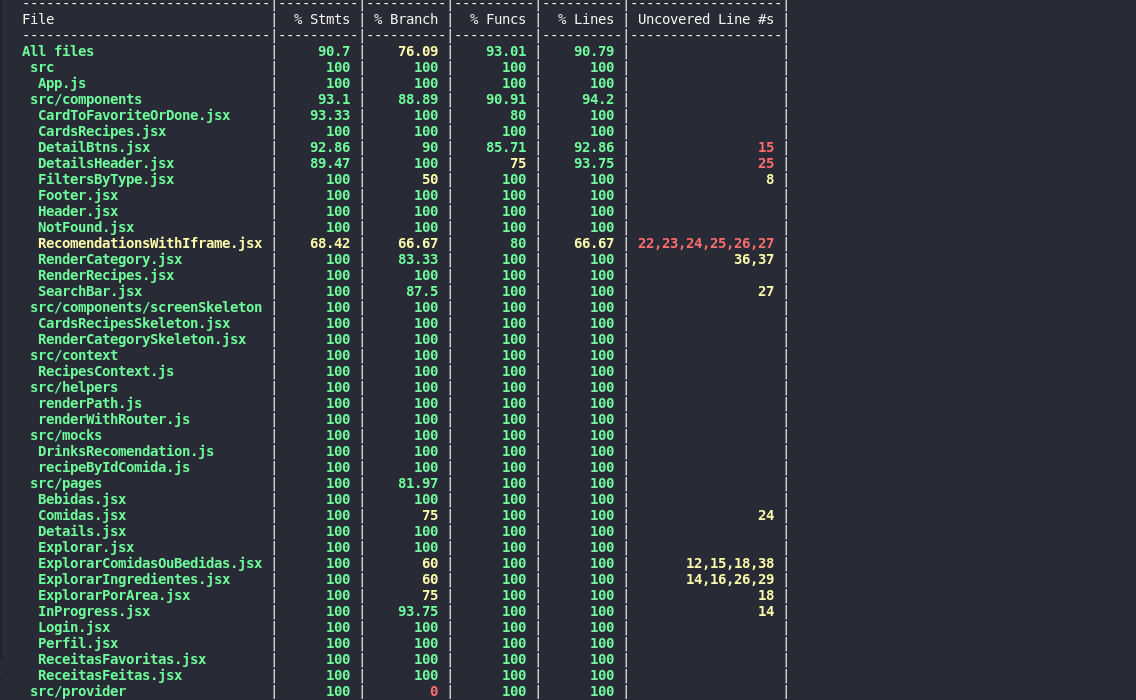 ------------------------------|----------|----------|----------|----------|-------------------|
File                          |  % Stmts | % Branch |  % Funcs |  % Lines | Uncovered Line #s |
------------------------------|----------|----------|----------|----------|-------------------|
All files                     |     90.7 |    76.09 |    93.01 |    90.79 |                   |
 src                          |      100 |      100 |      100 |      100 |                   |
  App.js                      |      100 |      100 |      100 |      100 |                   |
 src/components               |     93.1 |    88.89 |    90.91 |     94.2 |                   |
  CardToFavoriteOrDone.jsx    |    93.33 |      100 |       80 |      100 |                   |
  CardsRecipes.jsx            |      100 |      100 |      100 |      100 |                   |
  DetailBtns.jsx              |    92.86 |       90 |    85.71 |    92.86 |                15 |
  DetailsHeader.jsx           |    89.47 |      100 |       75 |    93.75 |                25 |
  FiltersByType.jsx           |      100 |       50 |      100 |      100 |                 8 |
  Footer.jsx                  |      100 |      100 |      100 |      100 |                   |
  Header.jsx                  |      100 |      100 |      100 |      100 |                   |
  NotFound.jsx                |      100 |      100 |      100 |      100 |                   |
  RecomendationsWithIframe.jsx |    68.42 |    66.67 |       80 |    66.67 | 22,23,24,25,26,27 |
  RenderCategory.jsx          |      100 |    83.33 |      100 |      100 |             36,37 |
  RenderRecipes.jsx           |      100 |      100 |      100 |      100 |                   |
  SearchBar.jsx               |      100 |     87.5 |      100 |      100 |                27 |
 src/components/screenSkeleton |      100 |      100 |      100 |      100 |                   |
  CardsRecipesSkeleton.jsx    |      100 |      100 |      100 |      100 |                   |
  RenderCategorySkeleton.jsx  |      100 |      100 |      100 |      100 |                   |
 src/context                  |      100 |      100 |      100 |      100 |                   |
  RecipesContext.js           |      100 |      100 |      100 |      100 |                   |
 src/helpers                  |      100 |      100 |      100 |      100 |                   |
  renderPath.js               |      100 |      100 |      100 |      100 |                   |
  renderWithRouter.js         |      100 |      100 |      100 |      100 |                   |
 src/mocks                    |      100 |      100 |      100 |      100 |                   |
  DrinksRecomendation.js      |      100 |      100 |      100 |      100 |                   |
  recipeByIdComida.js         |      100 |      100 |      100 |      100 |                   |
 src/pages                    |      100 |    81.97 |      100 |      100 |                   |
  Bebidas.jsx                 |      100 |      100 |      100 |      100 |                   |
  Comidas.jsx                 |      100 |       75 |      100 |      100 |                24 |
  Details.jsx                 |      100 |      100 |      100 |      100 |                   |
  Explorar.jsx                |      100 |      100 |      100 |      100 |                   |
  ExplorarComidasOuBedidas.jsx |      100 |       60 |      100 |      100 |       12,15,18,38 |
  ExplorarIngredientes.jsx    |      100 |       60 |      100 |      100 |       14,16,26,29 |
  ExplorarPorArea.jsx         |      100 |       75 |      100 |      100 |                18 |
  InProgress.jsx              |      100 |    93.75 |      100 |      100 |                14 |
  Login.jsx                   |      100 |      100 |      100 |      100 |                   |
  Perfil.jsx                  |      100 |      100 |      100 |      100 |                   |
  ReceitasFavoritas.jsx       |      100 |      100 |      100 |      100 |                   |
  ReceitasFeitas.jsx          |      100 |      100 |      100 |      100 |                   |
 src/provider                 |      100 |        0 |      100 |      100 |                   |